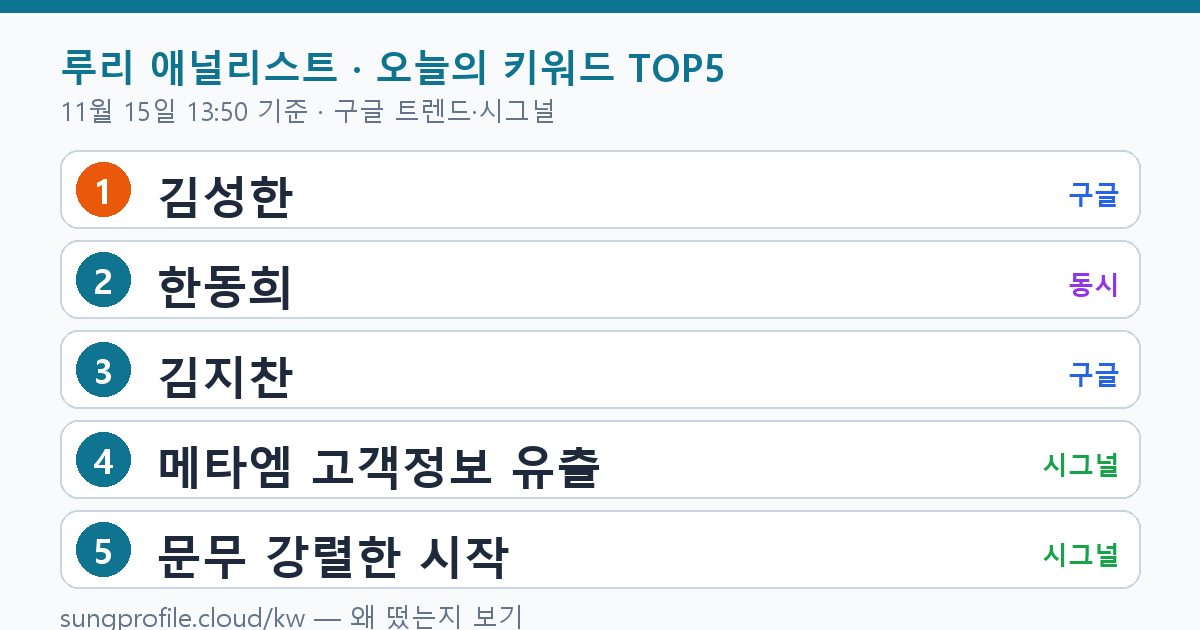 루리 애널리스트 · 오늘의 키워드 TOP5
11월 15일 13:50 기준 · 구글 트렌드·시그널
1 김성한 구글
2 한동희 동시
3 김지찬 구글
4 메타엠 고객정보 유출 시그널
5 문무 강렬한 시작 시그널
sungprofile.cloud/kw — 왜 떴는지 보기